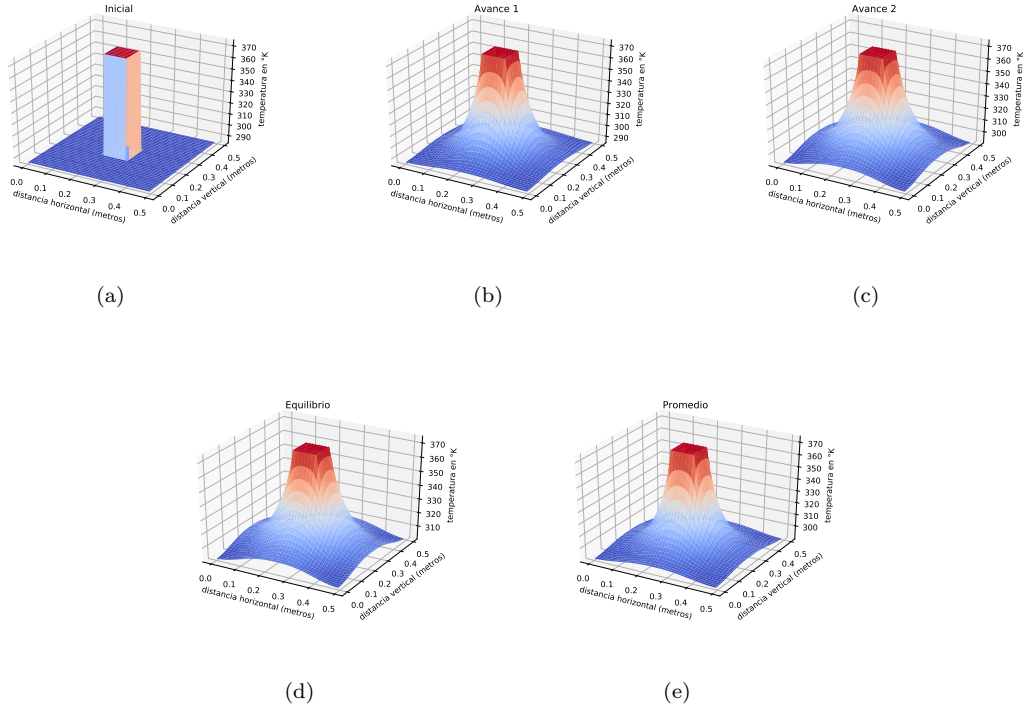 Inicial
370
360
350
340
330
320
310
300
290
temperatura en °K
0.0 0.1 0.2 0.3 0.4 0.5
distancia horizontal (metros)
0.0 0.1 0.2 0.3 0.4 0.5
distancia vertical (metros)
(a)
Avance 1
370
360
350
340
330
320
310
300
290
temperatura en °K
0.0 0.1 0.2 0.3 0.4 0.5
distancia horizontal (metros)
0.0 0.1 0.2 0.3 0.4 0.5
distancia vertical (metros)
(b)
Avance 2
370
360
350
340
330
320
310
300
temperatura en °K
0.0 0.1 0.2 0.3 0.4 0.5
distancia horizontal (metros)
0.0 0.1 0.2 0.3 0.4 0.5
distancia vertical (metros)
(c)
Equilibrio
370
360
350
340
330
320
310
temperatura en °K
0.0 0.1 0.2 0.3 0.4 0.5
distancia horizontal (metros)
0.0 0.1 0.2 0.3 0.4 0.5
distancia vertical (metros)
(d)
Promedio
370
360
350
340
330
320
310
300
temperatura en °K
0.0 0.1 0.2 0.3 0.4 0.5
distancia horizontal (metros)
0.0 0.1 0.2 0.3 0.4 0.5
distancia vertical (metros)
(e)